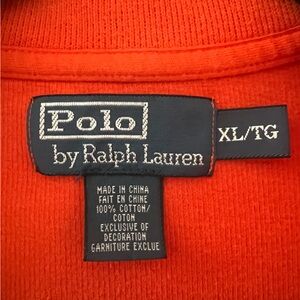 Polo
by Ralph Lauren
XL/TG
MADE IN CHINA
FAIT EN CHINE
100% COTTON/
COTON
EXCLUSIVE OF
DECORATION
GARNITURE EXCLUE